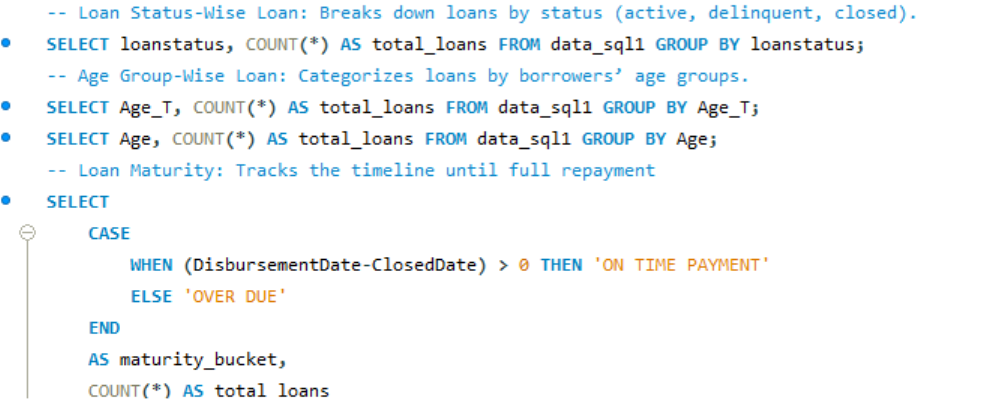 -- Loan Status-Wise Loan: Breaks down loans by status (active, delinquent, closed).
SELECT loanstatus, COUNT(*) AS total_loans FROM data_sql1 GROUP BY loanstatus;
-- Age Group-Wise Loan: Categorizes loans by borrowers’ age groups.
SELECT Age_T, COUNT(*) AS total_loans FROM data_sql1 GROUP BY Age_T;
SELECT Age, COUNT(*) AS total_loans FROM data_sql1 GROUP BY Age;
-- Loan Maturity: Tracks the timeline until full repayment
SELECT
CASE
WHEN (DisbursementDate-ClosedDate) > 0 THEN 'ON TIME PAYMENT'
ELSE 'OVER DUE'
END
AS maturity_bucket,
COUNT(*) AS total loans